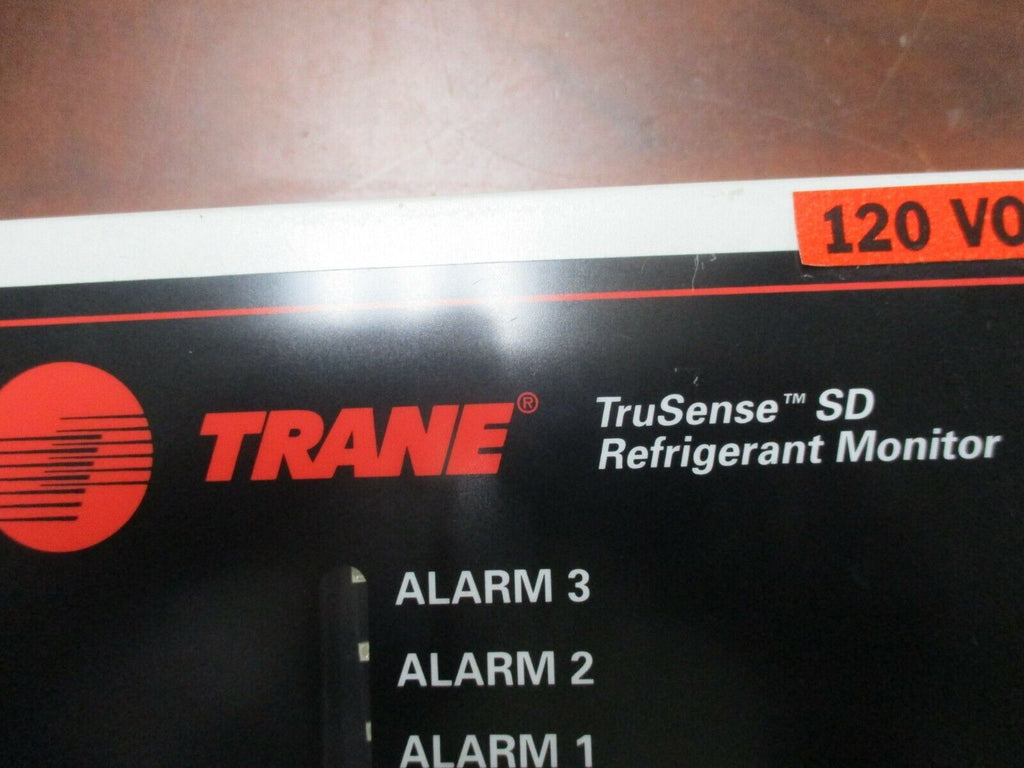 120 VO
TRANE®
TruSense™ SD
Refrigerant Monitor
ALARM 3
ALARM 2
ALARM 1